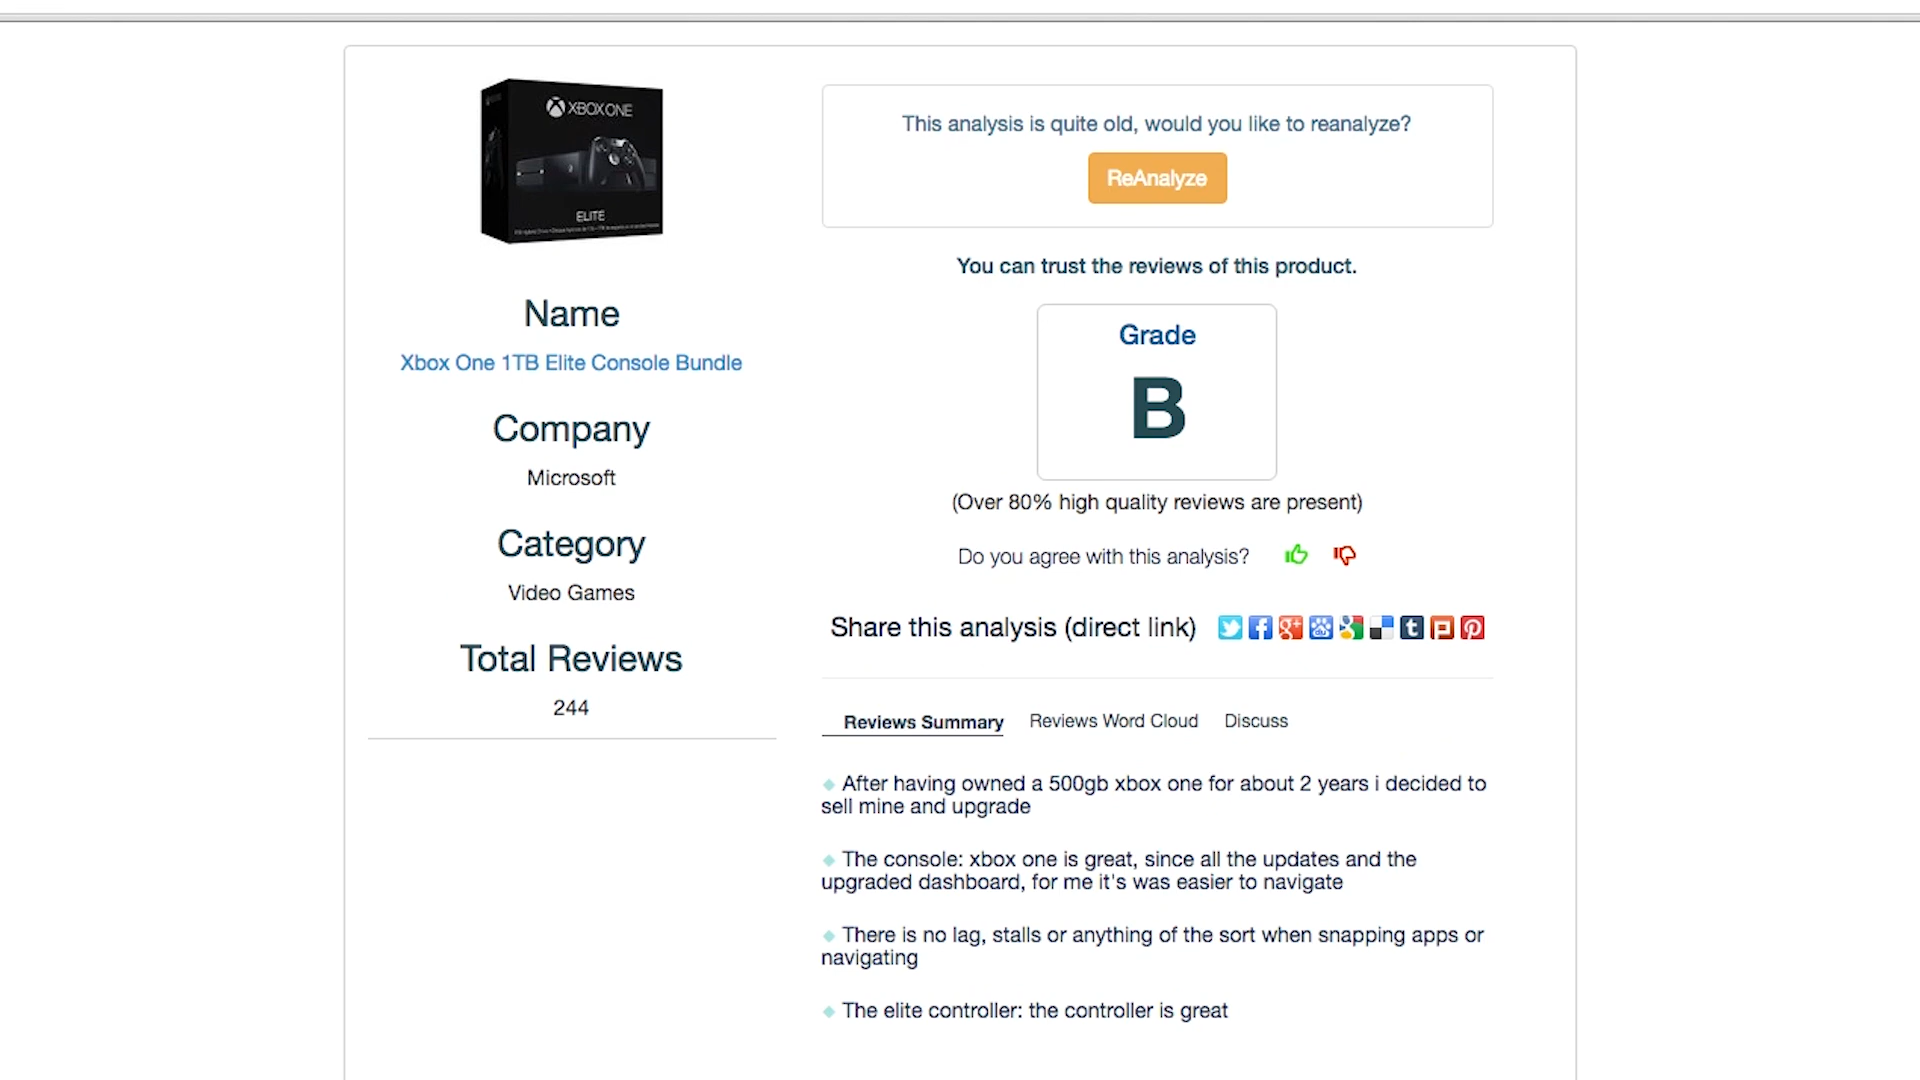 XBOX ONE
ELITE
Name
Xbox One 1TB Elite Console Bundle
Company
Microsoft
Category
Video Games
Total Reviews
244
This analysis is quite old, would you like to reanalyze?
ReAnalyze
You can trust the reviews of this product.
Grade
B
(Over 80% high quality reviews are present)
Do you agree with this analysis?
Share this analysis (direct link)
Reviews Summary Reviews Word Cloud Discuss
After having owned a 500gb xbox one for about 2 years i decided to
sell mine and upgrade
The console: xbox one is great, since all the updates and the
upgraded dashboard, for me it's was easier to navigate
There is no lag, stalls or anything of the sort when snapping apps or
navigating
The elite controller: the controller is great